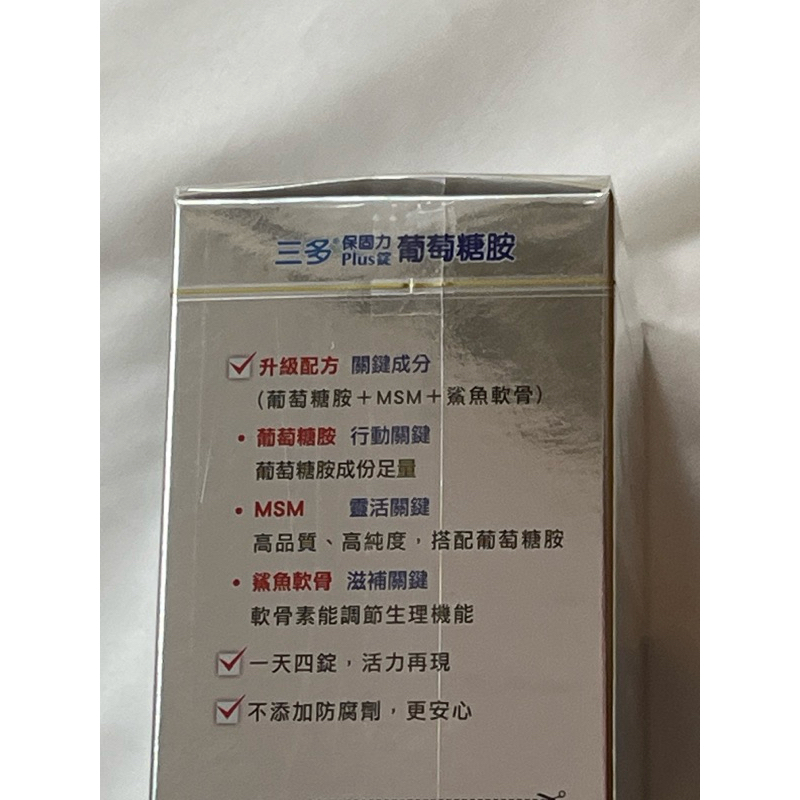 三多®保固力Plus錠 葡萄糖胺
升級配方 關鍵成分
(葡萄糖胺+MSM+鯊魚軟骨)
• 葡萄糖胺 行動關鍵
葡萄糖胺成份足量
• MSM 靈活關鍵
高品質、高純度，搭配葡萄糖胺
• 鯊魚軟骨 滋補關鍵
軟骨素能調節生理機能
一天四錠，活力再現
不添加防腐劑，更安心